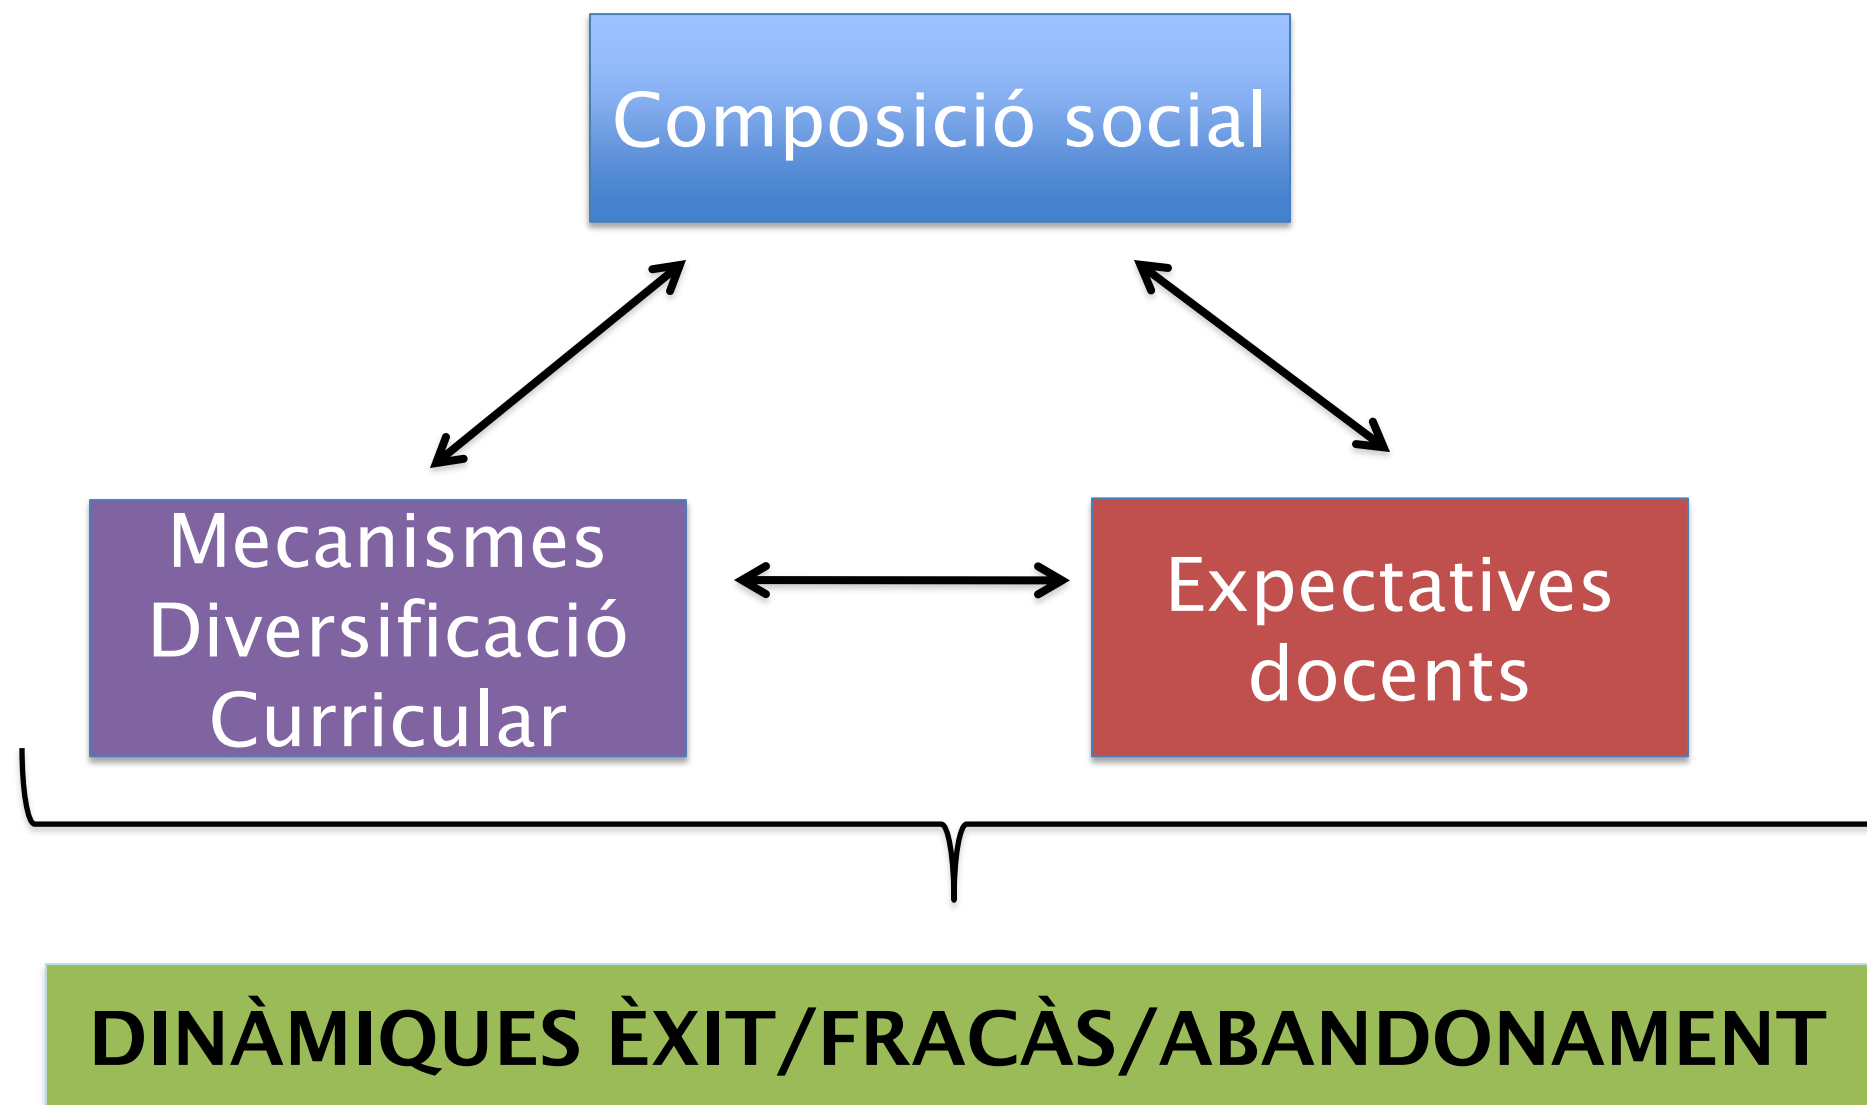 Composició social
Mecanismes
Diversificació
Curricular
Expectatives
docents
DINÀMIQUES ÈXIT/FRACÀS/ABANDONAMENT